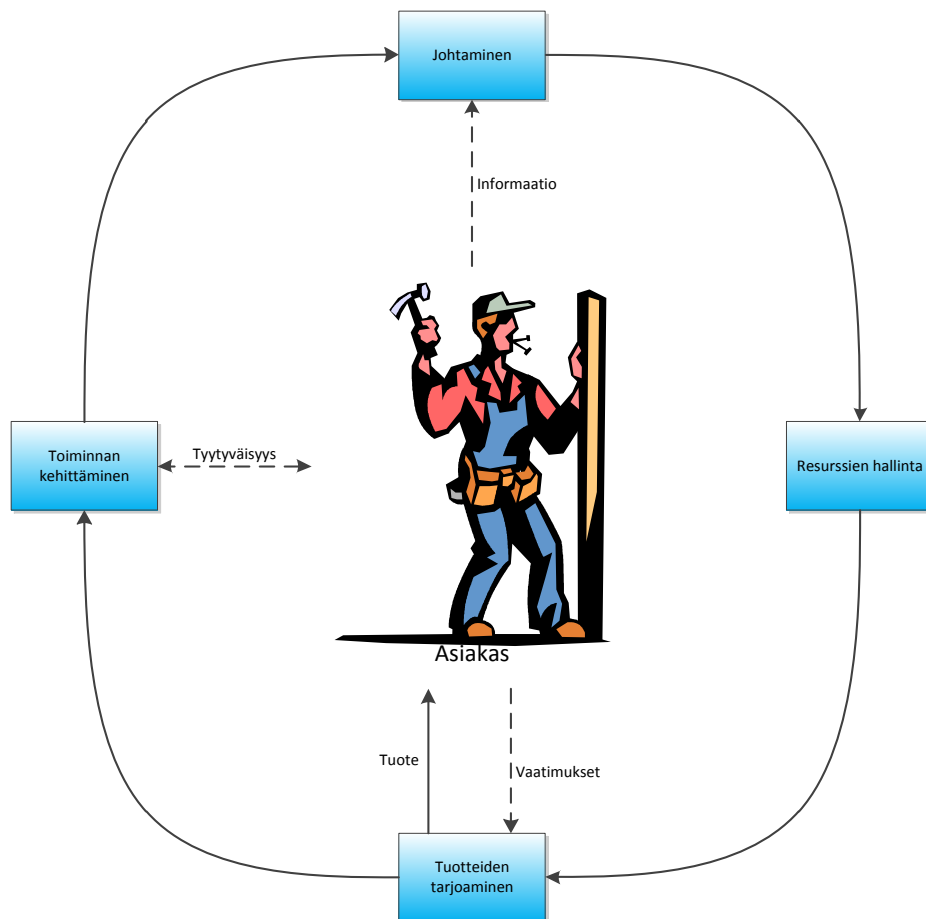 Johtaminen
Informaatio
Toiminnan
kehittäminen
Tyytyväisyys
Resurssien hallinta
Asiakas
Tuote
Vaatimukset
Tuotteiden
tarjoaminen